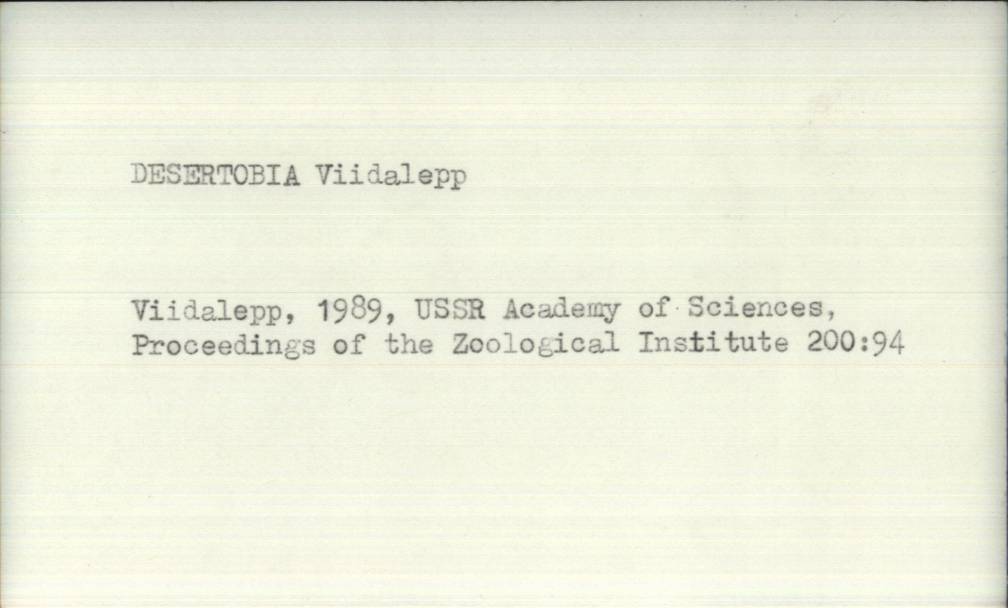 DESERTOBIA Viidalepp
Viidalepp, 1989, USSR Academy of Sciences,
Proceedings of the Zoological Institute 200:94